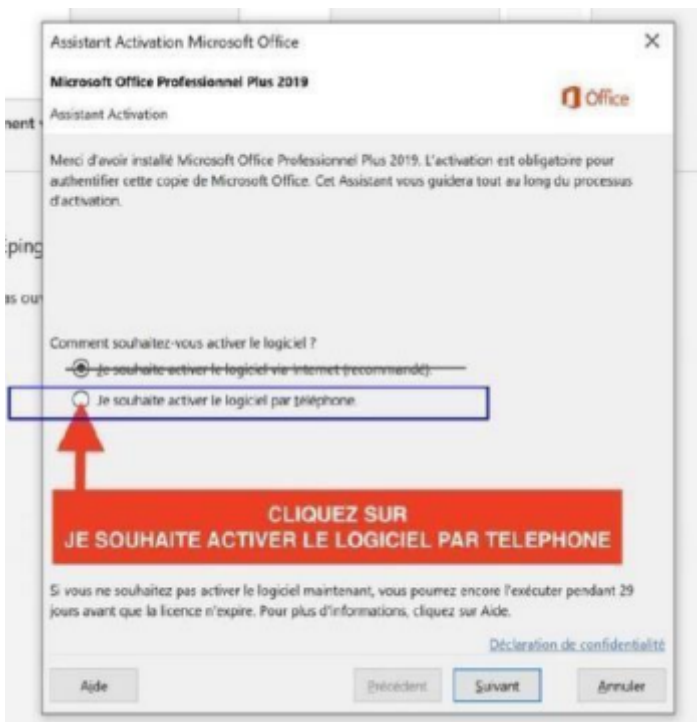 Assistant Activation Microsoft Office
Microsoft Office Professionnel Plus 2019
Office
Assistant Activation
ment
Merci d'avoir installé Microsoft Office Professionnel Plus 2019. L'activation est obligatoire pour
authentifier cette copie de Microsoft Office. Cet Assistant vous guidera tout au long du processus
d'activation.
ping
as ouv
Comment souhaitez-vous activer le logiciel ?
Je souhaite activer le logiciel via Internet (recommandé).
Je souhaite activer le logiciel par téléphone.
CLIQUEZ SUR
JE SOUHAITE ACTIVER LE LOGICIEL PAR TELEPHONE
Si vous ne souhaitez pas activer le logiciel maintenant, vous pourrez encore l'exécuter pendant 29
jours avant que la licence n'expire. Pour plus d'informations, cliquez sur Aide.
Déclaration de confidentialité
Aide
Précédent
Suivant
Annuler